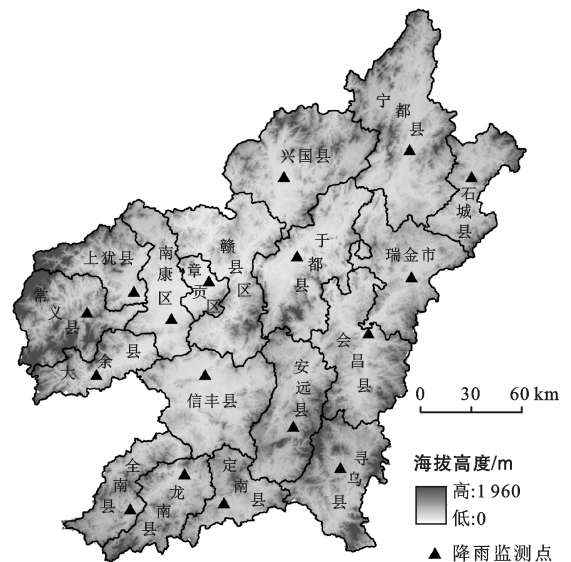 宁都县
兴国县
石城县
上犹县
南康区
赣县区
章贡区
于都县
瑞金市
常义县
大余县
会昌县
安远县
信丰县
0 30 60 km
全南县
龙南县
定南县
寻乌县
海拔高度/m
高:1 960
低:0
降雨监测点